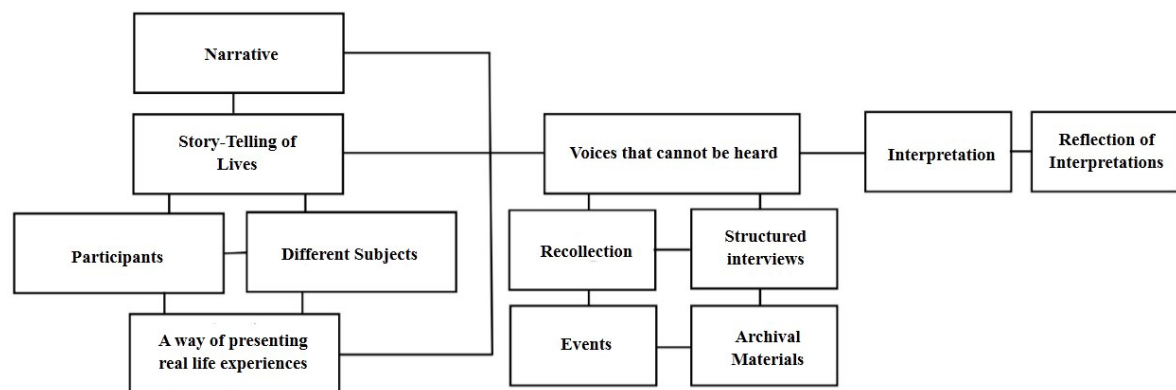 Narrative
Story-Telling of
Lives
Participants
Different Subjects
A way of presenting
real life experiences
Voices that cannot be heard
Recollection
Structured
interviews
Events
Archival
Materials
Interpretation
Reflection of
Interpretations